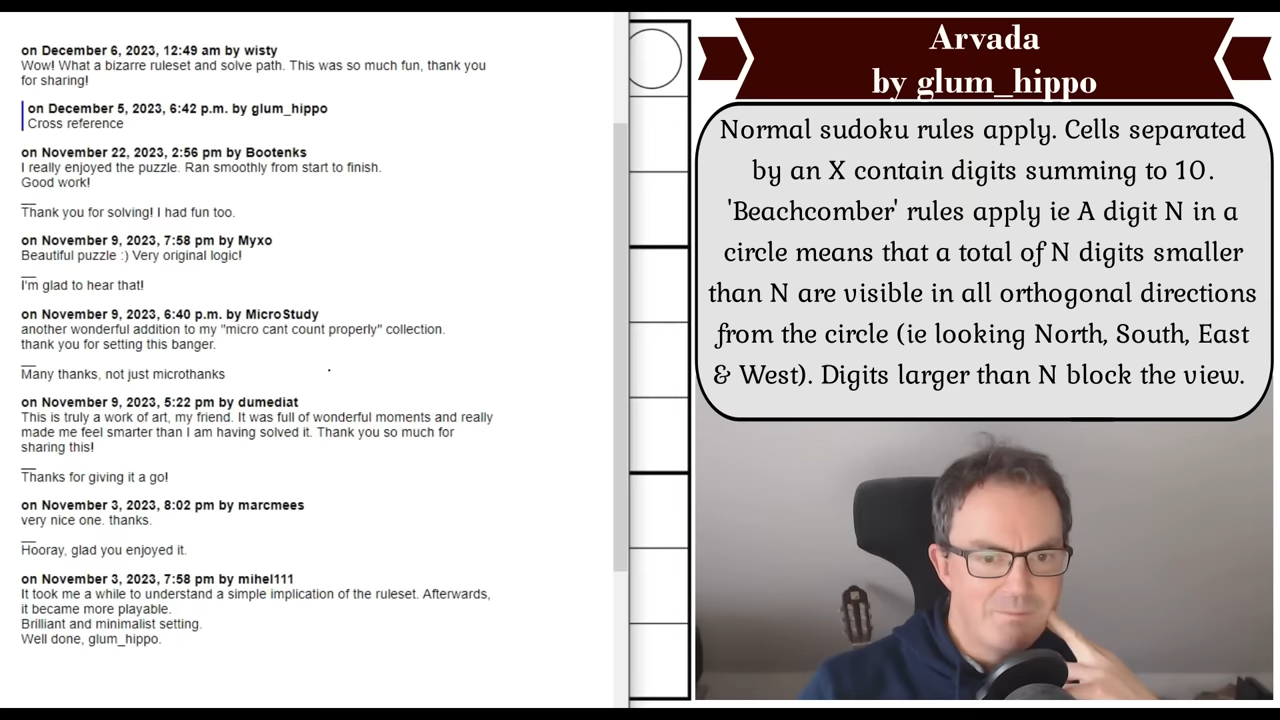 on December 6, 2023, 12:49 am by wisty
Wow! What a bizarre ruleset and solve path. This was so much fun, thank you
for sharing!
on December 5, 2023, 6:42 p.m. by glum_hippo
Cross reference
on November 22, 2023, 2:56 pm by Bootenks
I really enjoyed the puzzle. Ran smoothly from start to finish.
Good work!
__
Thank you for solving! I had fun too.
on November 9, 2023, 7:58 pm by Myxo
Beautiful puzzle :) Very original logic!
__
I'm glad to hear that!
on November 9, 2023, 6:40 p.m. by MicroStudy
another wonderful addition to my "micro cant count properly" collection.
thank you for setting this banger.
__
Many thanks, not just microthanks
on November 9, 2023, 5:22 pm by dumediat
This is truly a work of art, my friend. It was full of wonderful moments and really
made me feel smarter than I am having solved it. Thank you so much for
sharing this!
__
Thanks for giving it a go!
on November 3, 2023, 8:02 pm by marcmees
very nice one. thanks.
__
Hooray, glad you enjoyed it.
on November 3, 2023, 7:58 pm by mihel111
It took me a while to understand a simple implication of the ruleset. Afterwards,
it became more playable.
Brilliant and minimalist setting.
Well done, glum_hippo.
Arvada
by glum_hippo
Normal sudoku rules apply. Cells separated
by an X contain digits summing to 10.
'Beachcomber' rules apply ie A digit N in a
circle means that a total of N digits smaller
than N are visible in all orthogonal directions
from the circle (ie looking North, South, East
& West). Digits larger than N block the view.